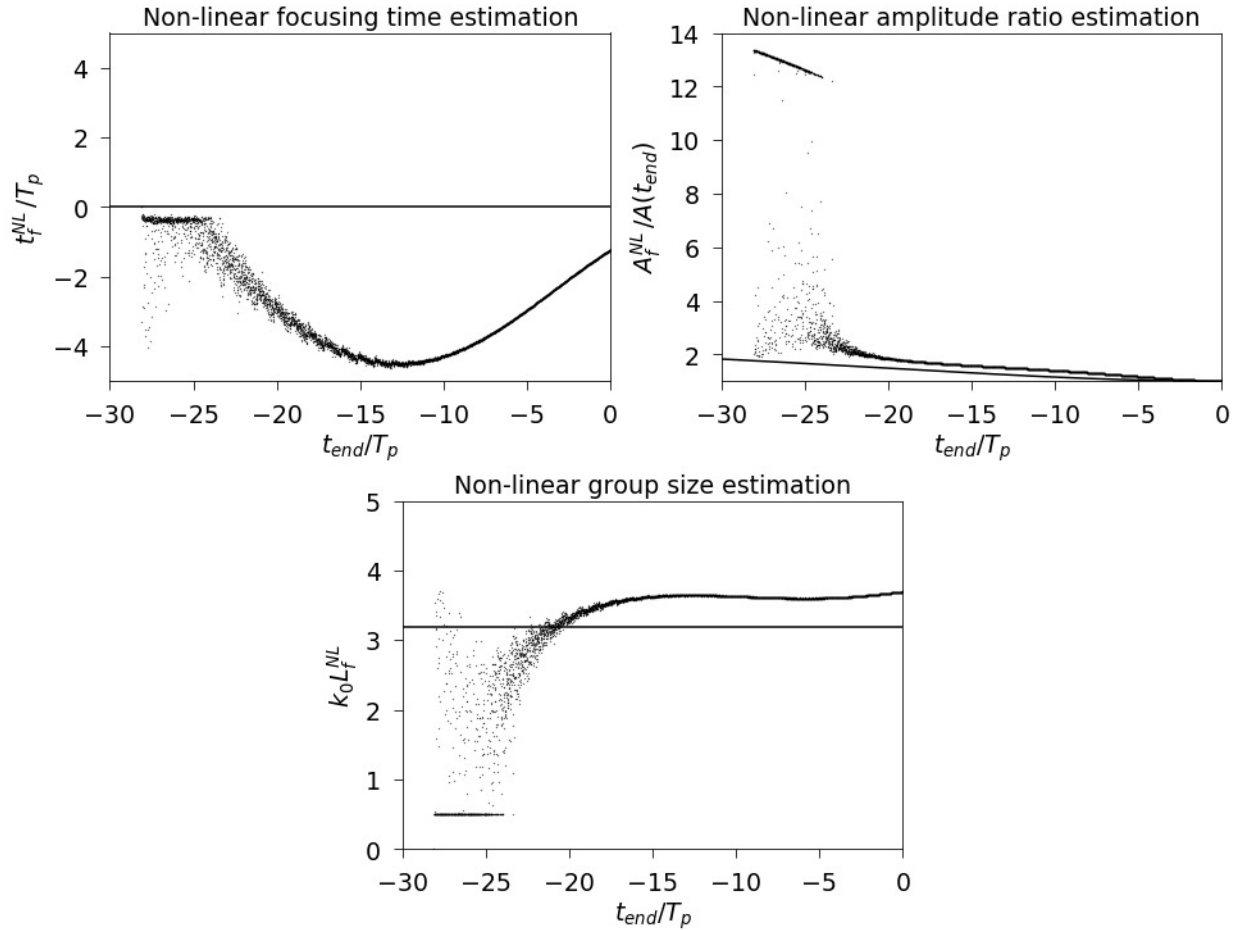 Non-linear focusing time estimation
4
2
0
−2
−4
t_f^{NL}/T_p
−30 −25 −20 −15 −10 −5 0
t_{end}/T_p
Non-linear amplitude ratio estimation
14
12
10
8
6
4
2
A_f^{NL}/A(t_{end})
−30 −25 −20 −15 −10 −5 0
t_{end}/T_p
Non-linear group size estimation
5
4
3
2
1
0
k_0L_f^{NL}
−30 −25 −20 −15 −10 −5 0
t_{end}/T_p